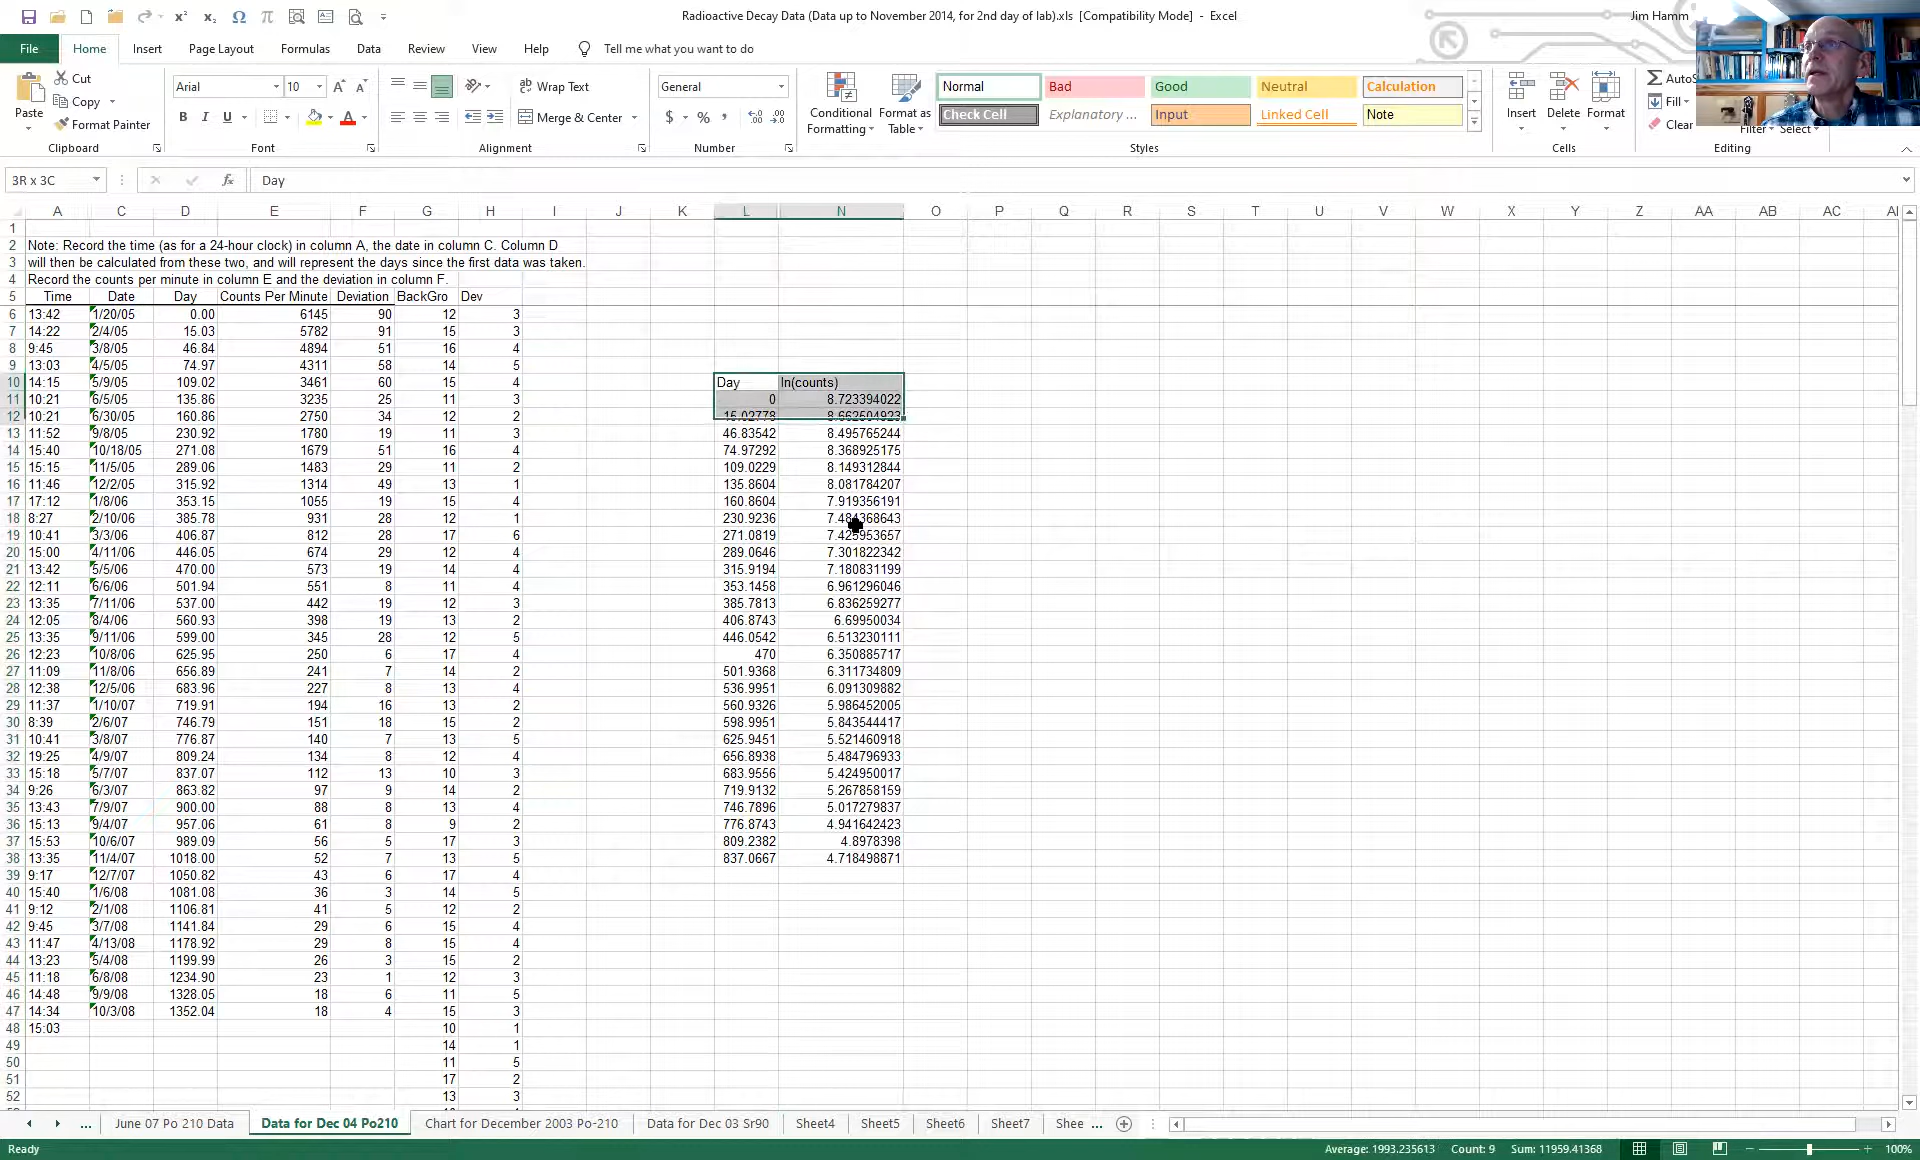 Radioactive Decay Data (Data up to November 2014, for 2nd day of lab).xls [Compatibility Mode] - Excel
Jim Hamm
File Home Insert Page Layout Formulas Data Review View Help Tell me what you want to do
Cut
Copy
Format Painter
Paste
Clipboard
Arial 10
B I U
Font
Wrap Text
Merge & Center
Alignment
General
$ % ,
Number
Conditional Formatting
Format as Table
Normal Bad Good Neutral Calculation
Check Cell Explanatory ... Input Linked Cell Note
Styles
Insert Delete Format
Cells
AutoS
Fill
Clear
Filter Select
Editing
3R x 3C fx Day
A C D E F G H I J K L N O P Q R S T U V W X Y Z AA AB AC
1
2 Note: Record the time (as for a 24-hour clock) in column A, the date in column C. Column D
3 will then be calculated from these two, and will represent the days since the first data was taken.
4 Record the counts per minute in column E and the deviation in column F.
5 Time Date Day Counts Per Minute Deviation BackGro Dev
6 13:42 1/20/05 0.00 6145 90 12 3
7 14:22 2/4/05 15.03 5782 91 15 3
8 9:45 3/8/05 46.84 4894 51 16 4
9 13:03 4/5/05 74.97 4311 58 14 5
10 14:15 5/9/05 109.02 3461 60 15 4 Day ln(counts)
11 10:21 6/5/05 135.86 3235 25 11 3 0 8.723394022
12 10:21 6/30/05 160.86 2750 34 12 2 15.02778 8.662504923
13 11:52 9/8/05 230.92 1780 19 11 3 46.83542 8.495765244
14 15:40 10/18/05 271.08 1679 51 16 4 74.97292 8.368925175
15 15:15 11/5/05 289.06 1483 29 11 2 109.0229 8.149312844
16 11:46 12/2/05 315.92 1314 49 13 1 135.8604 8.081784207
17 17:12 1/8/06 353.15 1055 19 15 4 160.8604 7.919356191
18 8:27 2/10/06 385.78 931 28 12 1 230.9236 7.484368643
19 10:41 3/3/06 406.87 812 28 17 6 271.0819 7.425953657
20 15:00 4/11/06 446.05 674 29 12 4 289.0646 7.301822342
21 13:42 5/5/06 470.00 573 19 14 4 315.9194 7.180831199
22 12:11 6/6/06 501.94 551 8 11 4 353.1458 6.961296046
23 13:35 7/11/06 537.00 442 19 12 3 385.7813 6.836259277
24 12:05 8/4/06 560.93 398 19 13 2 406.8743 6.69950034
25 13:35 9/11/06 599.00 345 28 12 5 446.0542 6.513230111
26 12:23 10/8/06 625.95 250 6 17 4 470 6.350885717
27 11:09 11/8/06 656.89 241 7 14 2 501.9368 6.311734809
28 12:38 12/5/06 683.96 227 8 13 4 536.9951 6.091309882
29 11:37 1/10/07 719.91 194 16 13 2 560.9326 5.986452005
30 8:39 2/6/07 746.79 151 18 15 2 598.9951 5.843544417
31 10:41 3/8/07 776.87 140 7 13 5 625.9451 5.521460918
32 19:25 4/9/07 809.24 134 8 12 4 656.8938 5.484796933
33 15:18 5/7/07 837.07 112 13 10 3 683.9556 5.424950017
34 9:26 6/3/07 863.82 97 9 14 2 719.9132 5.267858159
35 13:43 7/9/07 900.00 88 8 13 4 746.7896 5.017279837
36 15:13 9/4/07 957.06 61 8 9 2 776.8743 4.941642423
37 15:53 10/6/07 989.09 56 5 17 3 809.2382 4.8978398
38 13:35 11/4/07 1018.00 52 7 13 5 837.0667 4.718498871
39 9:17 12/7/07 1050.82 43 6 17 4
40 15:40 1/6/08 1081.08 36 3 14 5
41 9:12 2/1/08 1106.81 41 5 12 2
42 9:45 3/7/08 1141.84 29 6 15 4
43 11:47 4/13/08 1178.92 29 8 15 4
44 13:23 5/4/08 1199.99 26 3 15 2
45 11:18 6/8/08 1234.90 23 1 12 3
46 14:48 9/9/08 1328.05 18 6 11 5
47 14:34 10/3/08 1352.04 18 4 15 3
48 15:03 10 1
49 14 1
50 11 5
51 17 2
52 13 3
... June 07 Po 210 Data Data for Dec 04 Po210 Chart for December 2003 Po-210 Data for Dec 03 Sr90 Sheet4 Sheet5 Sheet6 Sheet7 Shee ...
Ready Average: 1993.235613 Count: 9 Sum: 11959.41368 100%